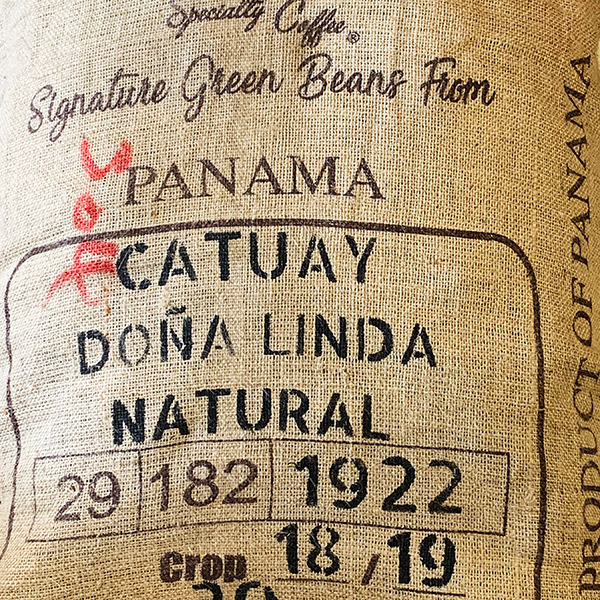 Specialty Coffee®
Signature Green Beans From
PANAMA
CATUAY
DOÑA LINDA
NATURAL
29 182 1922
Crop 18 / 19
PRODUCT OF PANAMA